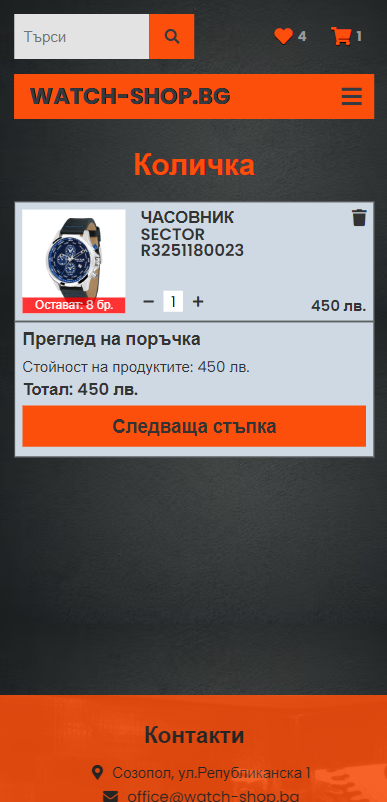 Търси
4
1
WATCH-SHOP.BG
Количка
ЧАСОВНИК
SECTOR
R3251180023
Остават: 8 бр.
1
450 лв.
Преглед на поръчка
Стойност на продуктите: 450 лв.
Тотал: 450 лв.
Следваща стъпка
Контакти
Созопол, ул.Републиканска 1
office@watch-shop.bg